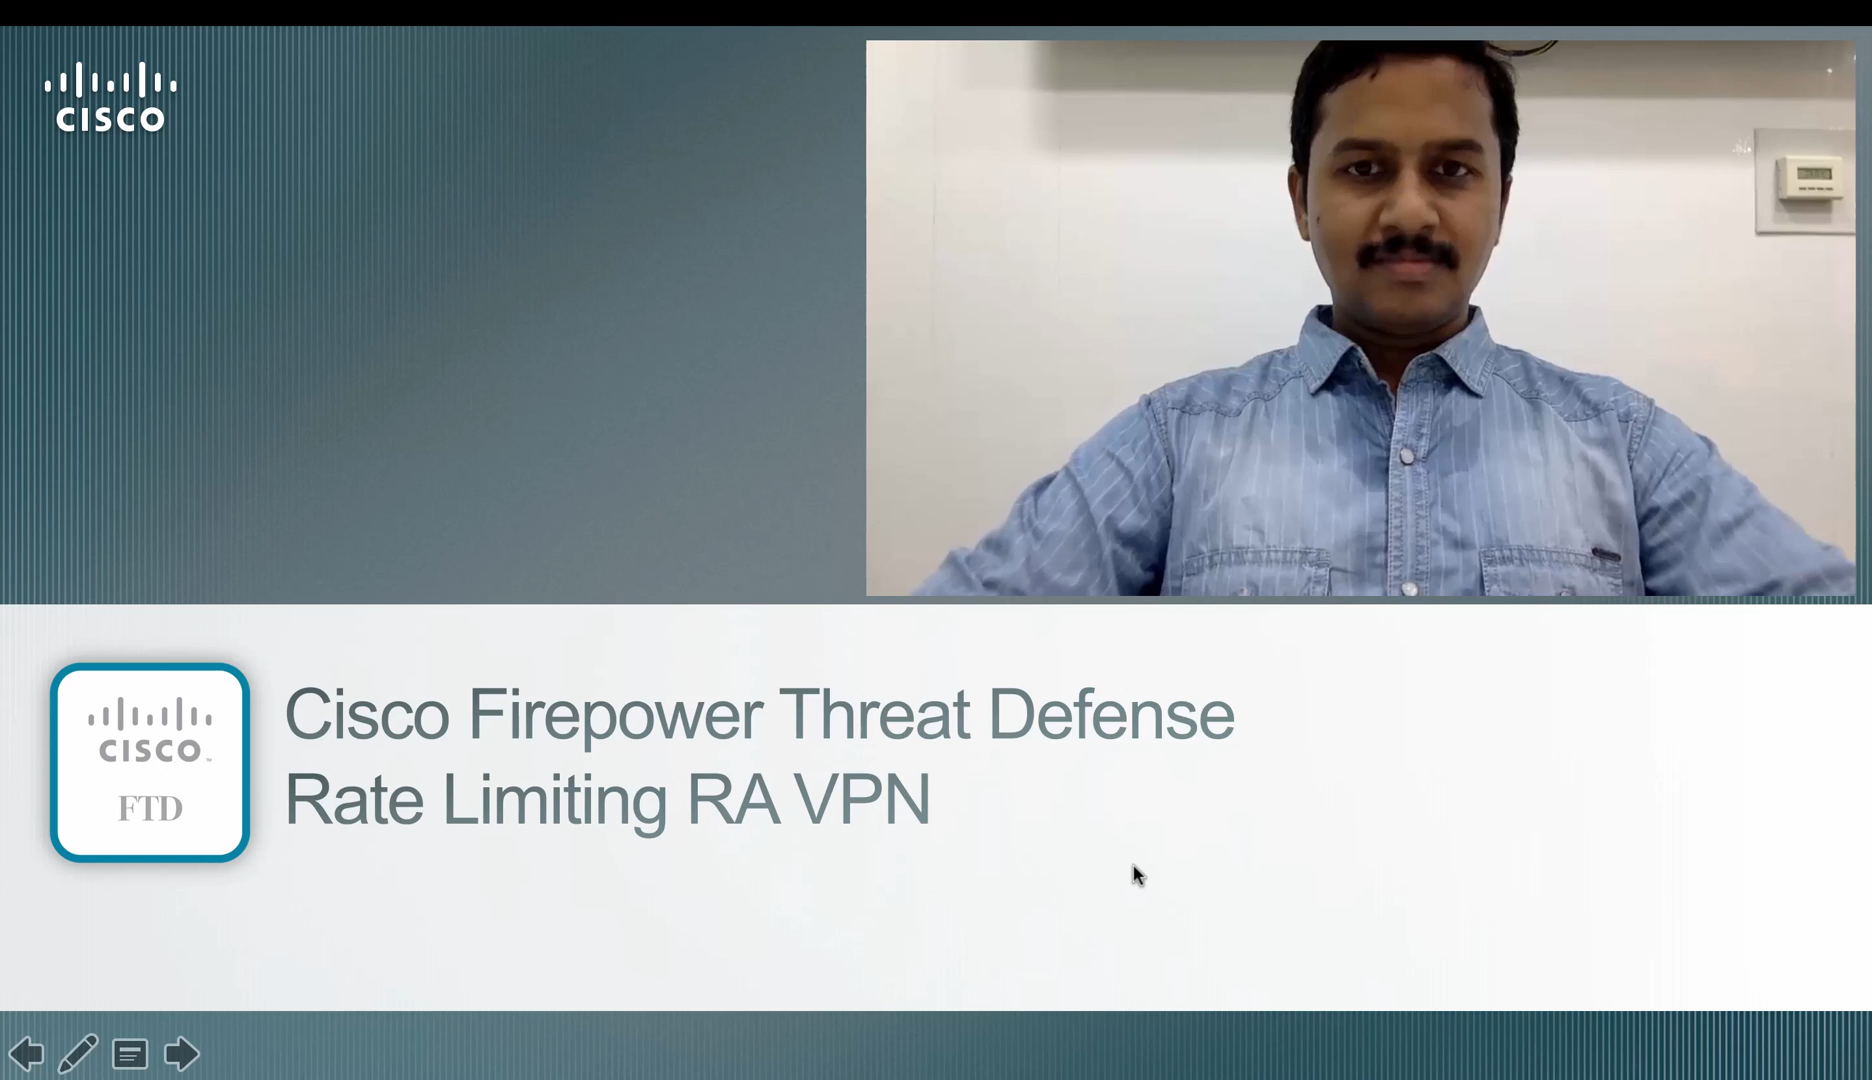 CISCO
CISCO
FTD
Cisco Firepower Threat Defense
Rate Limiting RA VPN